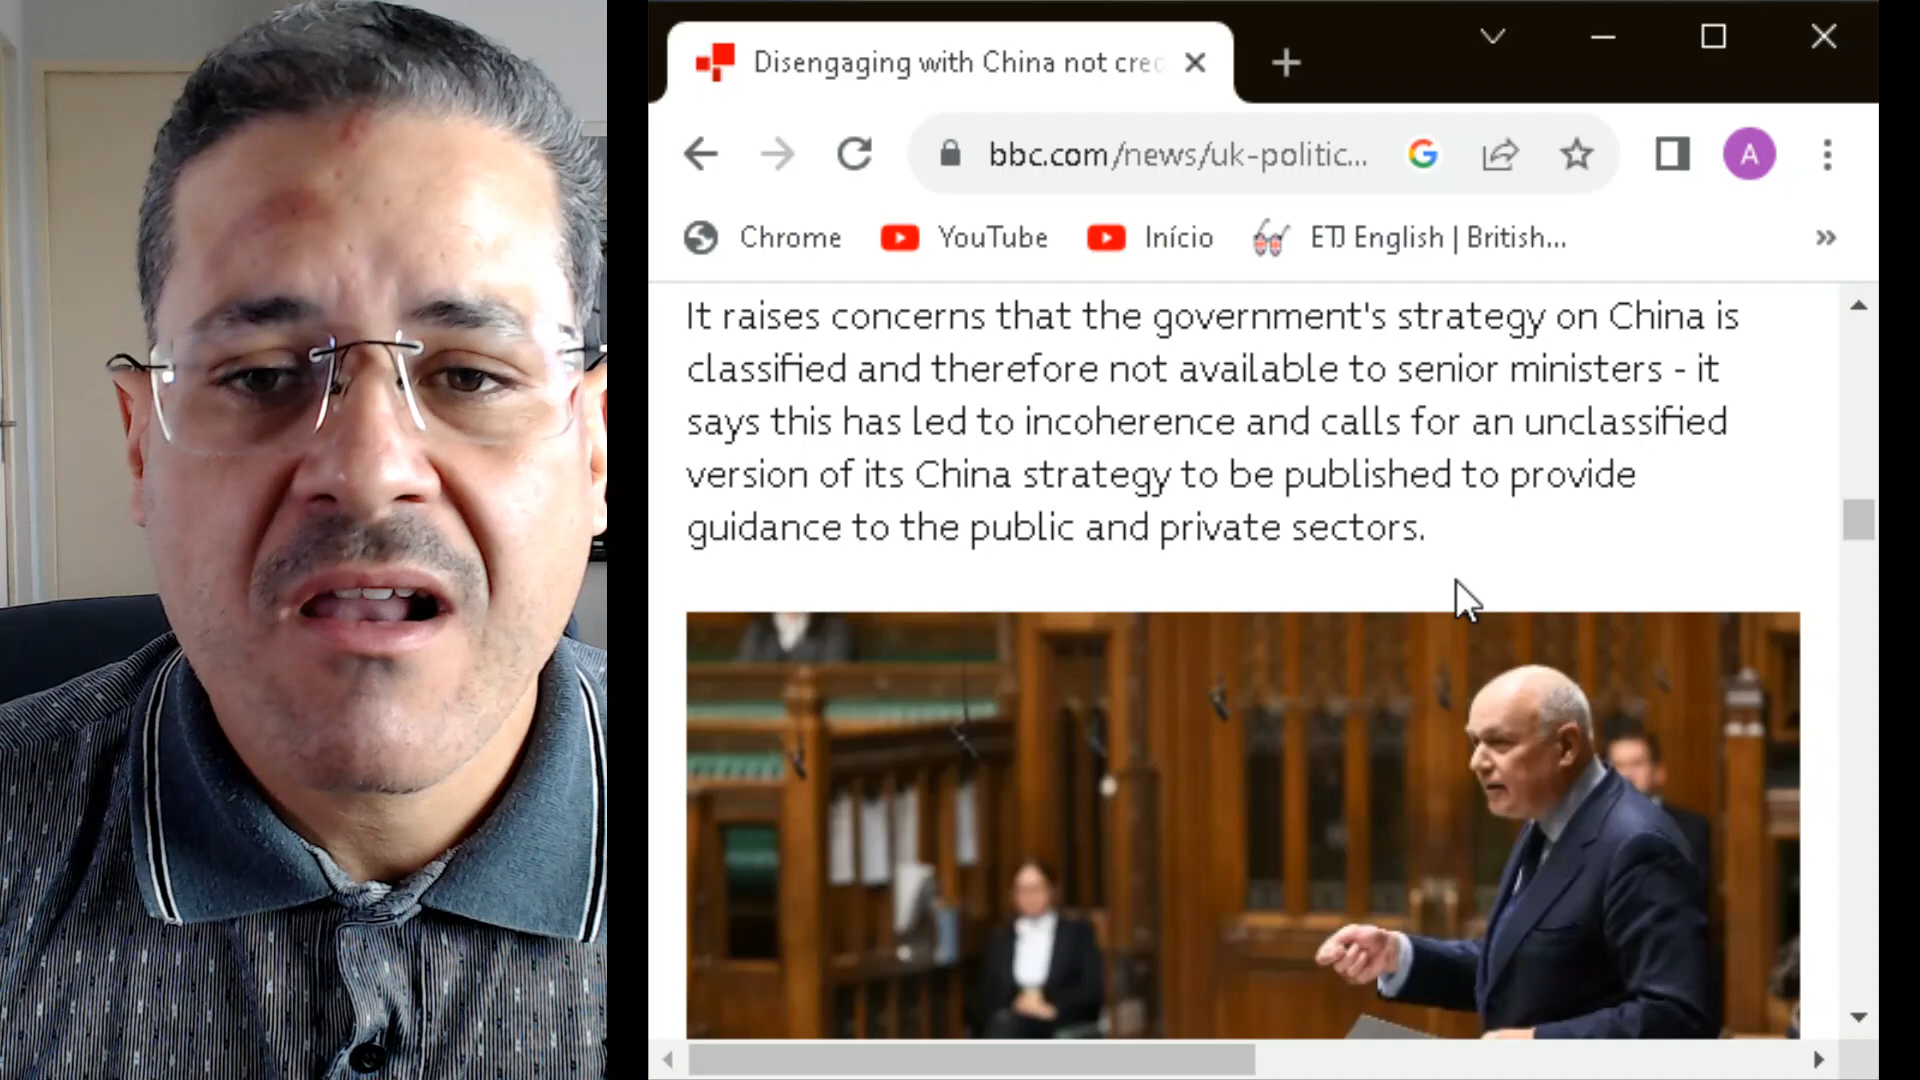 Disengaging with China not cred
bbc.com/news/uk-politic...
A
Chrome
YouTube
Início
ETJ English | British...
It raises concerns that the government's strategy on China is
classified and therefore not available to senior ministers - it
says this has led to incoherence and calls for an unclassified
version of its China strategy to be published to provide
guidance to the public and private sectors.